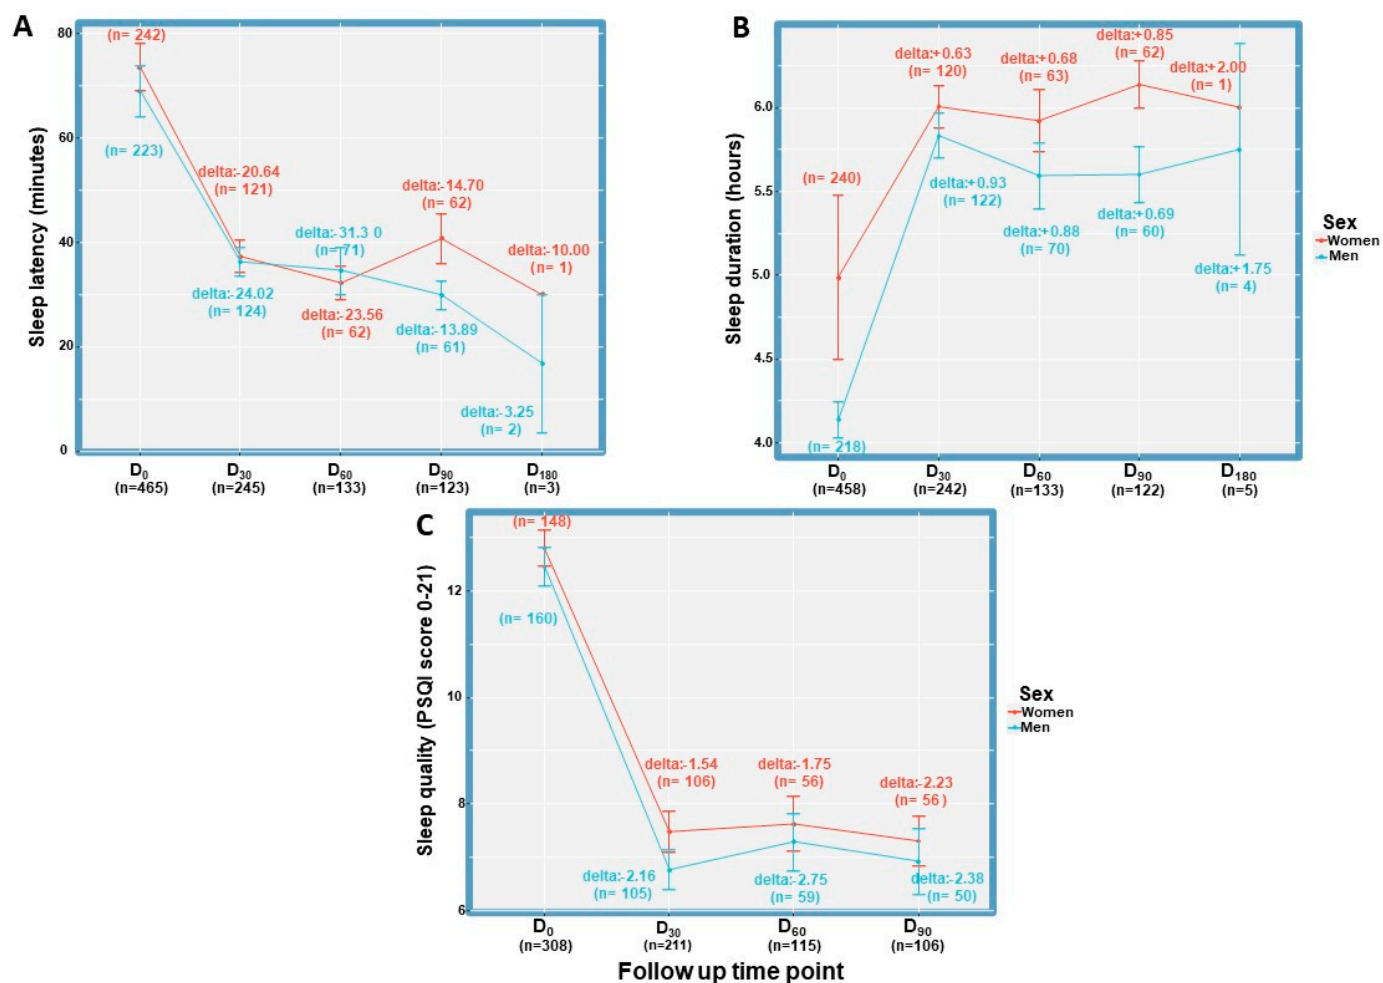 A
Sleep latency (minutes)
80
60
40
20
0
(n= 242)
(n= 223)
delta:-20.64
(n= 121)
delta:-24.02
(n= 124)
delta:-31.3 0
(n= 71)
delta:-23.56
(n= 62)
delta:-14.70
(n= 62)
delta:-13.89
(n= 61)
delta:-10.00
(n= 1)
delta:-3.25
(n= 2)
D0 D30 D60 D90 D180
(n=465) (n=245) (n=133) (n=123) (n=3)
B
Sleep duration (hours)
6.0
5.5
5.0
4.5
4.0
(n= 240)
(n= 218)
delta:+0.63
(n= 120)
delta:+0.93
(n= 122)
delta:+0.68
(n= 63)
delta:+0.88
(n= 70)
delta:+0.85
(n= 62)
delta:+0.69
(n= 60)
delta:+2.00
(n= 1)
delta:+1.75
(n= 4)
D0 D30 D60 D90 D180
(n=458) (n=242) (n=133) (n=122) (n=5)
Sex
Women
Men
C
Sleep quality (PSQI score 0-21)
12
10
8
6
(n= 148)
(n= 160)
delta:-1.54
(n= 106)
delta:-2.16
(n= 105)
delta:-1.75
(n= 56)
delta:-2.75
(n= 59)
delta:-2.23
(n= 56)
delta:-2.38
(n= 50)
D0 D30 D60 D90
(n=308) (n=211) (n=115) (n=106)
Follow up time point
Sex
Women
Men